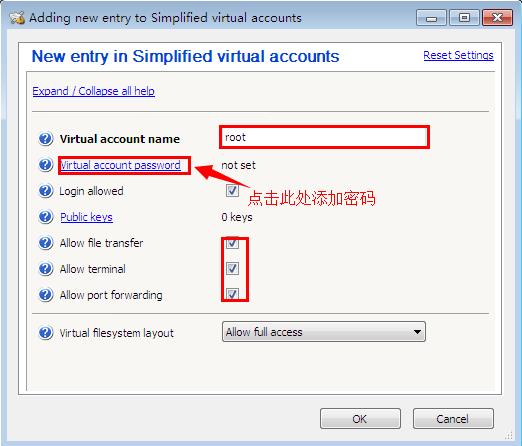 Adding new entry to Simplified virtual accounts
New entry in Simplified virtual accounts
Reset Settings
Expand / Collapse all help
Virtual account name
root
Virtual account password
not set
Login allowed
点击此处添加密码
Public keys
0 keys
Allow file transfer
Allow terminal
Allow port forwarding
Virtual filesystem layout
Allow full access
OK
Cancel